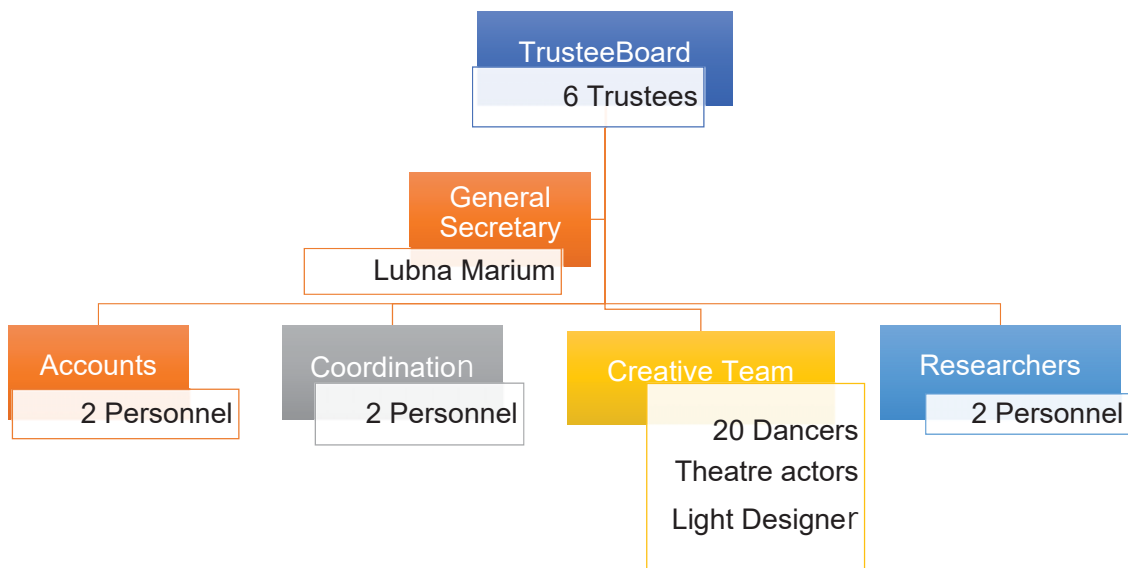 TrusteeBoard
6 Trustees
General
Secretary
Lubna Marium
Accounts
2 Personnel
Coordination
2 Personnel
Creative Team
20 Dancers
Theatre actors
Light Designer
Researchers
2 Personnel